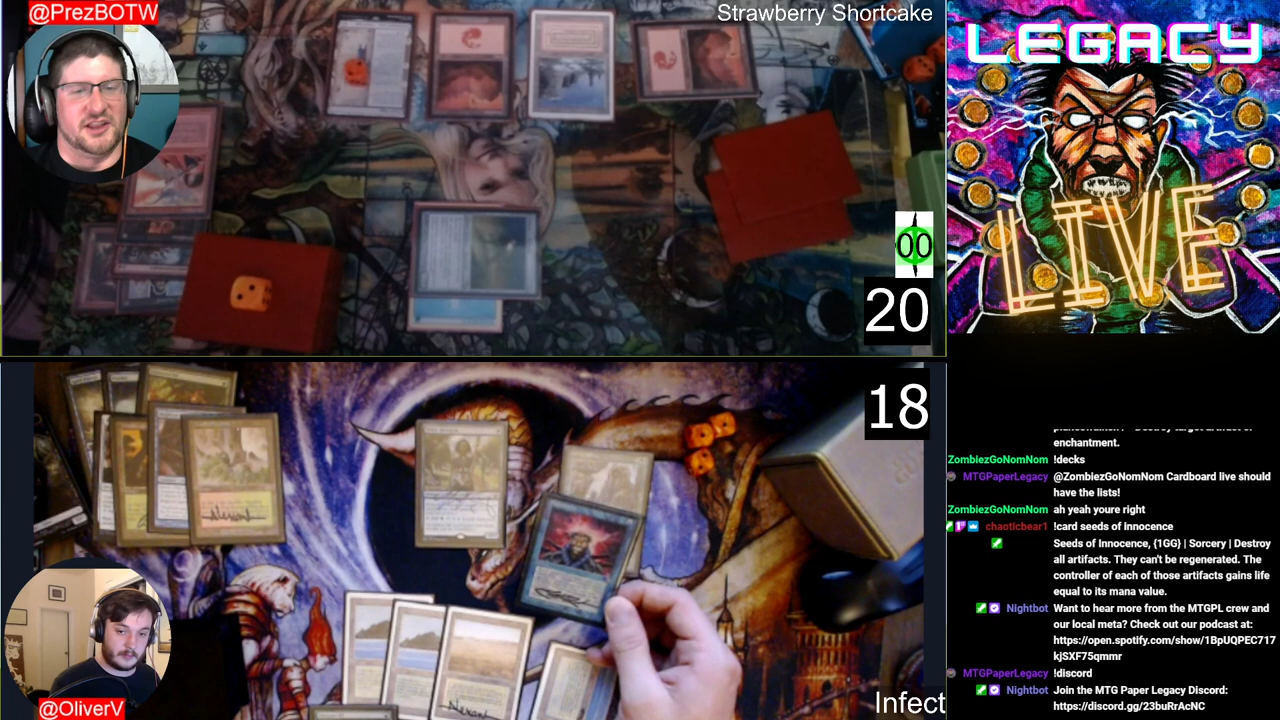 @PrezBOTW
Strawberry Shortcake
00
20
18
@OliverV
Infect
LEGACY
LIVE
enchantment.
ZombiezGoNomNom !decks
MTGPaperLegacy @ZombiezGoNomNom Cardboard live should
have the lists!
ZombiezGoNomNom ah yeah youre right
chaoticbear1 !card seeds of Innocence
Seeds of Innocence, {1GG} | Sorcery | Destroy
all artifacts. They can't be regenerated. The
controller of each of those artifacts gains life
equal to its mana value.
Nightbot Want to hear more from the MTGPL crew and
our local meta? Check out our podcast at:
https://open.spotify.com/show/1BpUQPEC717
kjSXF75qmmr
MTGPaperLegacy !discord
Nightbot Join the MTG Paper Legacy Discord:
https://discord.gg/23buRrAcNC